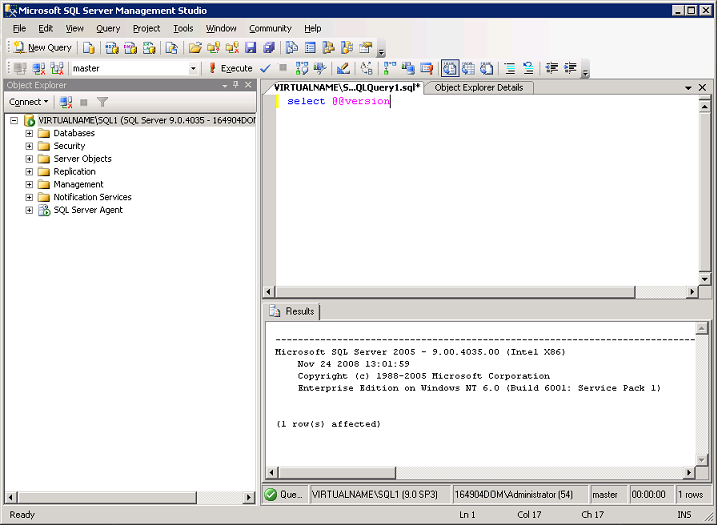 Microsoft SQL Server Management Studio
File Edit View Query Project Tools Window Community Help
New Query
master Execute
Object Explorer
Connect
VIRTUALNAME\SQL1 (SQL Server 9.0.4035 - 164904DOM\A
Databases
Security
Server Objects
Replication
Management
Notification Services
SQL Server Agent
VIRTUALNAME\S...QLQuery1.sql* Object Explorer Details
select @@version
Results
--------------------------------------------------------------------------
Microsoft SQL Server 2005 - 9.00.4035.00 (Intel X86)
Nov 24 2008 13:01:59
Copyright (c) 1988-2005 Microsoft Corporation
Enterprise Edition on Windows NT 6.0 (Build 6001: Service Pack 1)
(1 row(s) affected)
Que... VIRTUALNAME\SQL1 (9.0 SP3) 164904DOM\Administrator (54) master 00:00:00 1 rows
Ready Ln 1 Col 17 Ch 17 INS